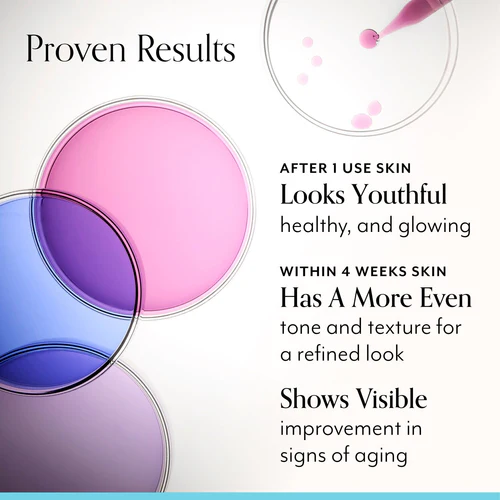 Proven Results
AFTER 1 USE SKIN
Looks Youthful
healthy, and glowing
WITHIN 4 WEEKS SKIN
Has A More Even
tone and texture for
a refined look
Shows Visible
improvement in
signs of aging